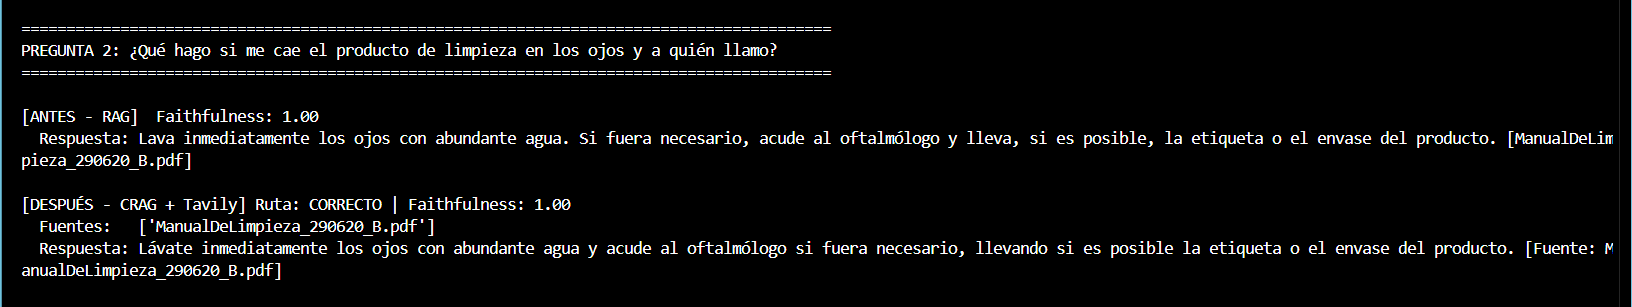 ==========================================================================================
PREGUNTA 2: ¿Qué hago si me cae el producto de limpieza en los ojos y a quién llamo?
==========================================================================================
[ANTES - RAG]  Faithfulness: 1.00
  Respuesta: Lava inmediatamente los ojos con abundante agua. Si fuera necesario, acude al oftalmólogo y lleva, si es posible, la etiqueta o el envase del producto. [ManualDeLim
pieza_290620_B.pdf]
[DESPUÉS - CRAG + Tavily] Ruta: CORRECTO | Faithfulness: 1.00
  Fuentes:   ['ManualDeLimpieza_290620_B.pdf']
  Respuesta: Lávate inmediatamente los ojos con abundante agua y acude al oftalmólogo si fuera necesario, llevando si es posible la etiqueta o el envase del producto. [Fuente: M
anualDeLimpieza_290620_B.pdf]